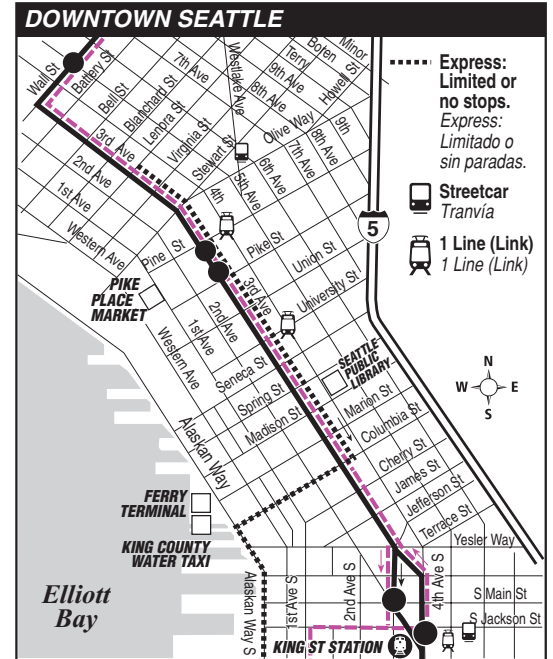 DOWNTOWN SEATTLE
Express:
Limited or
no stops.
Express:
Limitado o
sin paradas.
Streetcar
Tranvía
1 Line (Link)
1 Line (Link)
Wall St
Battery St
Bell St
Blanchard St
Lenora St
Virginia St
Stewart St
7th Ave
Westlake Ave
8th Ave
9th Ave
Terry
Boren
Minor
Howell St
Olive Way
9th
8th Ave
7th Ave
6th Ave
5th Ave
4th
3rd Ave
2nd Ave
1st Ave
Western Ave
5
Pine St
Pike St
Union St
University St
3rd Ave
2nd Ave
1st Ave
Western Ave
PIKE
PLACE
MARKET
SEATTLE
PUBLIC
LIBRARY
Seneca St
Spring St
Madison St
Marion St
Columbia St
Cherry St
James St
Jefferson St
Terrace St
Yesler Way
Alaskan Way
N
W
E
S
FERRY
TERMINAL
KING COUNTY
WATER TAXI
Elliott
Bay
Alaskan Way S
1st Ave S
2nd Ave S
4th Ave S
S Main St
S Jackson St
KING ST STATION